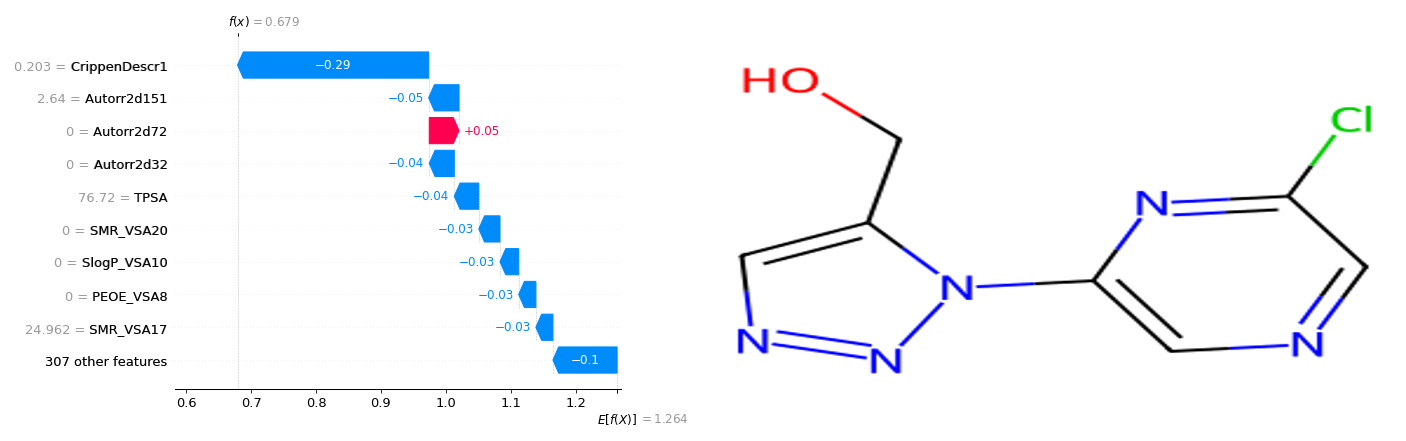 f(x) = 0.679
0.203 = CrippenDescr1
−0.29
2.64 = Autorr2d151
−0.05
0 = Autorr2d72
+0.05
0 = Autorr2d32
−0.04
76.72 = TPSA
−0.04
0 = SMR_VSA20
−0.03
0 = SlogP_VSA10
−0.03
0 = PEOE_VSA8
−0.03
24.962 = SMR_VSA17
−0.03
307 other features
−0.1
0.6 0.7 0.8 0.9 1.0 1.1 1.2
E[f(X)] = 1.264
HO
Cl
N
N
N
N
N